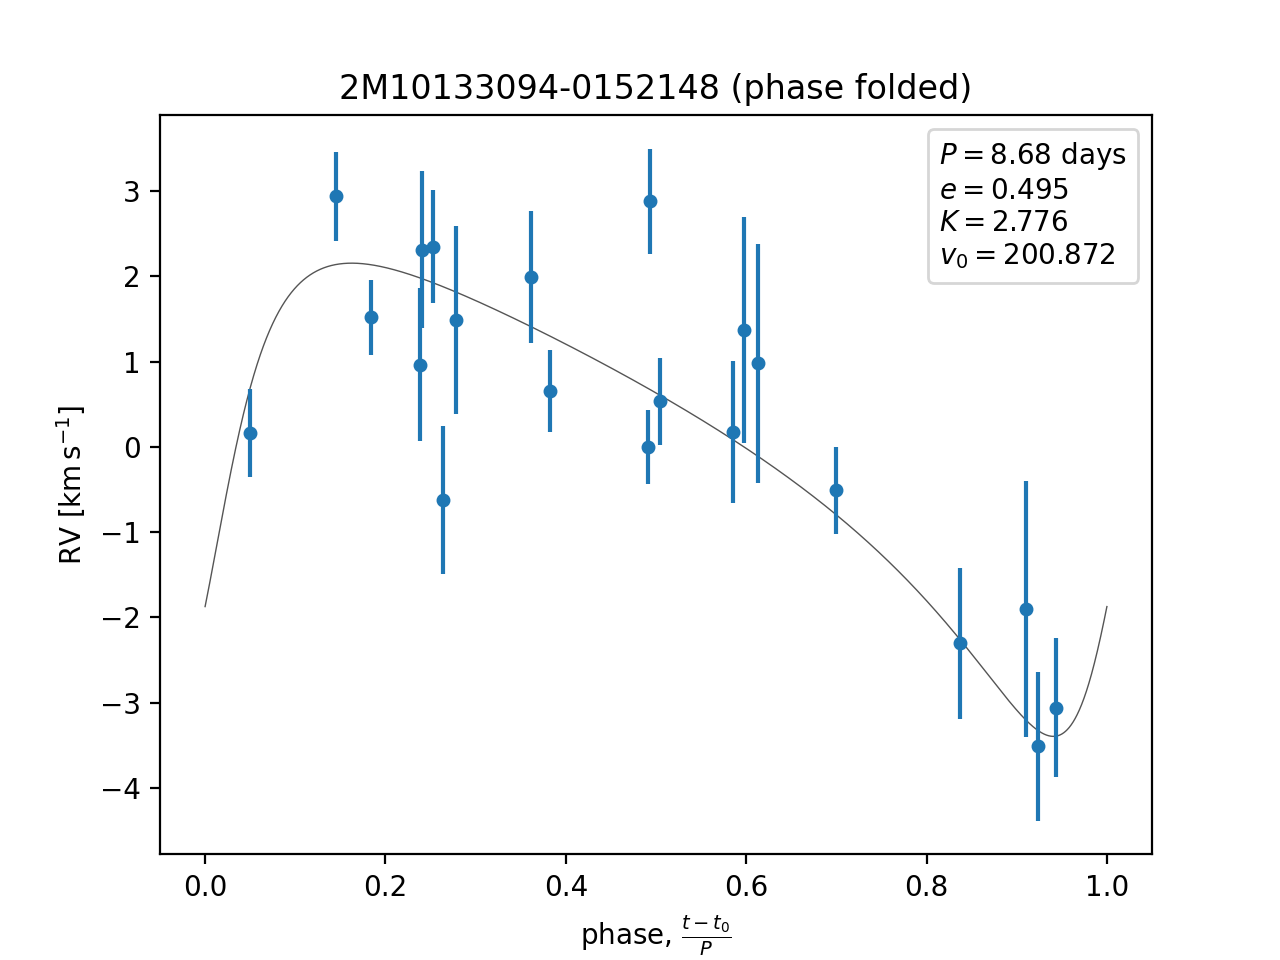 2M10133094-0152148 (phase folded)
P = 8.68 days
e = 0.495
K = 2.776
v₀ = 200.872
RV [km s⁻¹]
3
2
1
0
−1
−2
−3
−4
0.0 0.2 0.4 0.6 0.8 1.0
phase, (t − t₀)/P